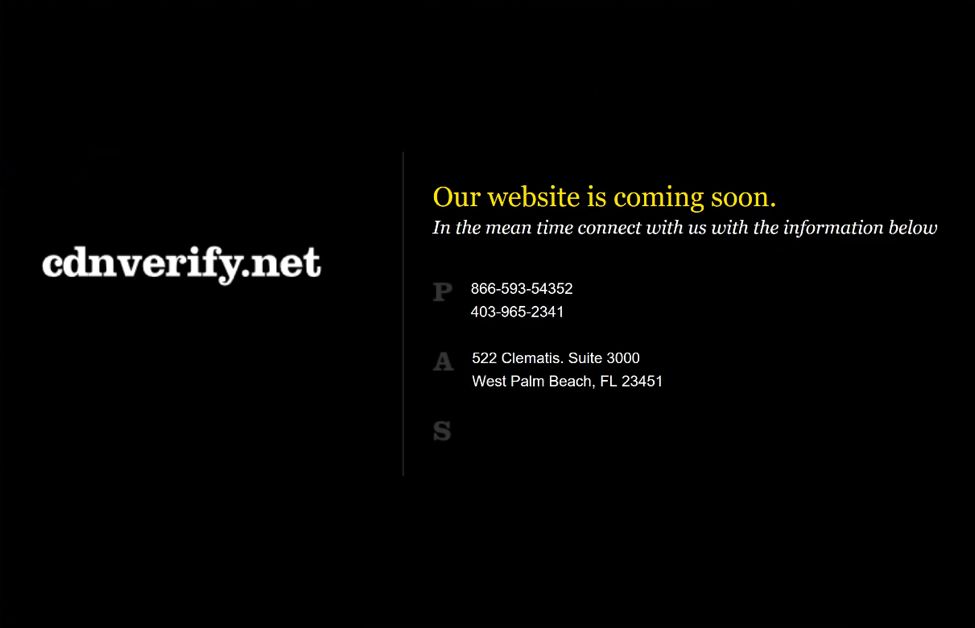 cdnverify.net
Our website is coming soon.
In the mean time connect with us with the information below
P
866-593-54352
403-965-2341
A
522 Clematis. Suite 3000
West Palm Beach, FL 23451
S